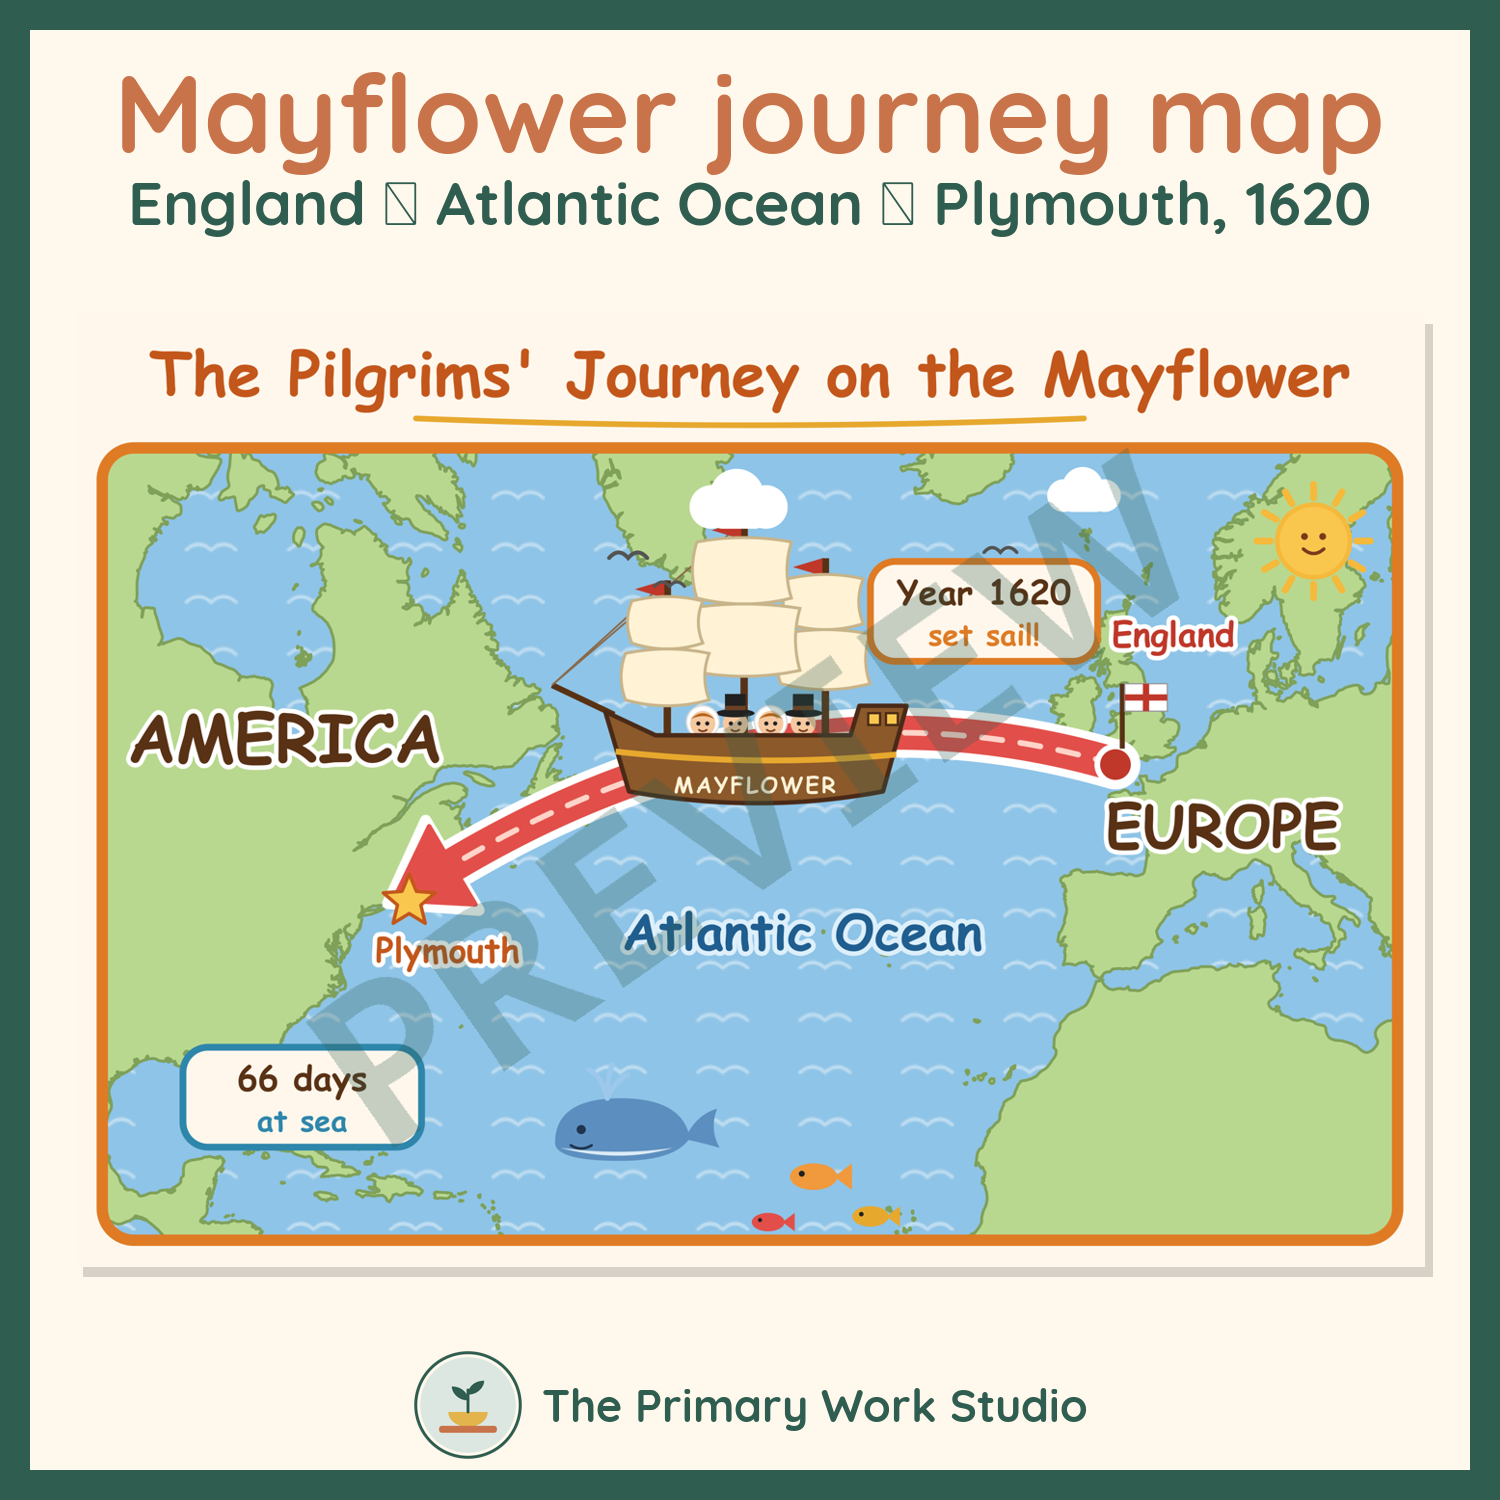 Mayflower journey map
England Atlantic Ocean Plymouth, 1620
The Pilgrims' Journey on the Mayflower
Year 1620
set sail!
England
AMERICA
MAYFLOWER
EUROPE
Atlantic Ocean
Plymouth
66 days
at sea
PREVIEW
The Primary Work Studio